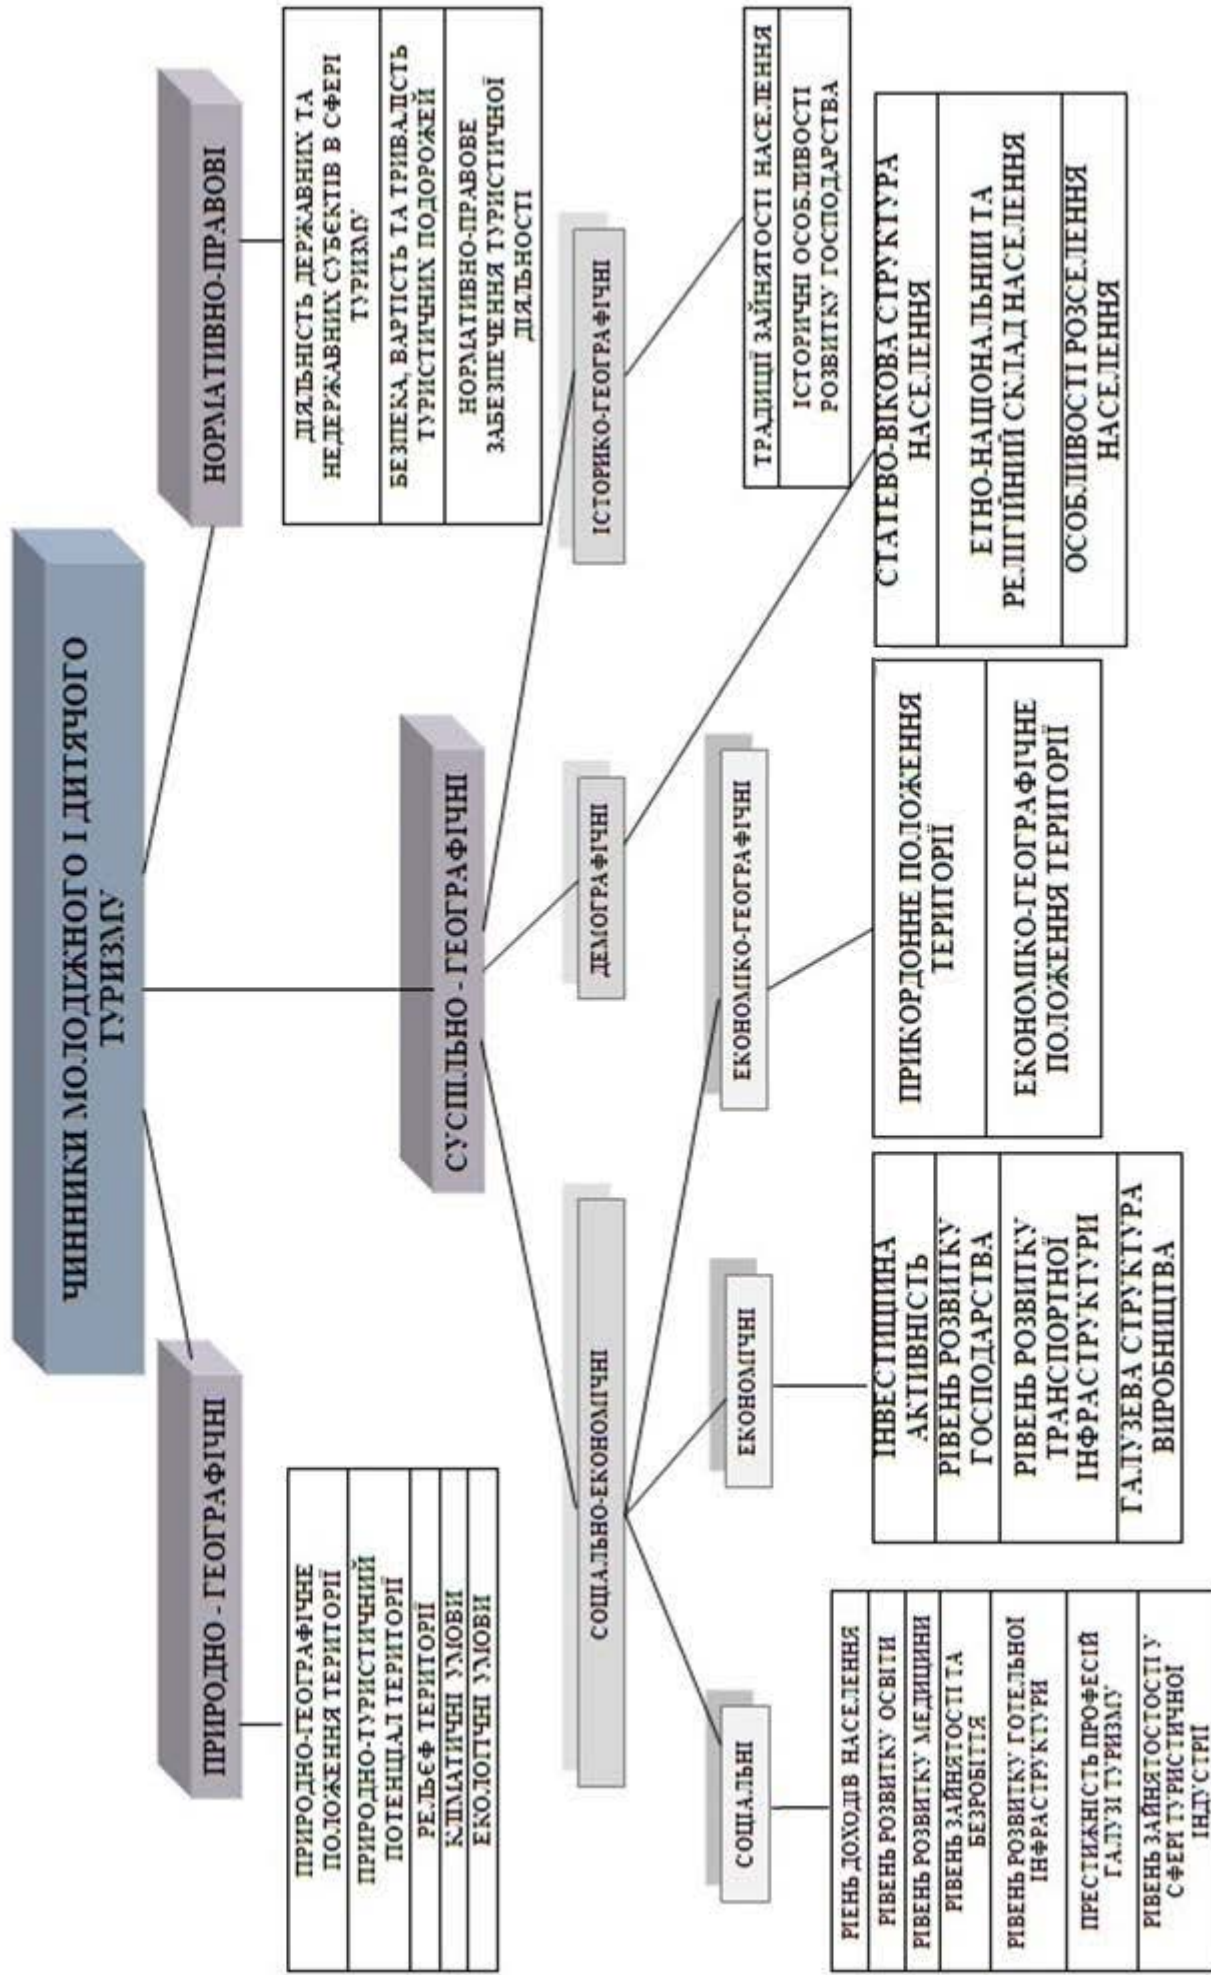 ЧИННИКИ МОЛОДІЖНОГО І ДИТЯЧОГО
ТУРИЗМУ
ПРИРОДНО - ГЕОГРАФІЧНІ
НОРМАТИВНО-ПРАВОВІ
ПРИРОДНО-ГЕОГРАФІЧНЕ
ПОЛОЖЕННЯ ТЕРИТОРІЇ
ПРИРОДНО-ТУРИСТИЧНИЙ
ПОТЕНЦІАЛ ТЕРИТОРІЇ
РЕЛЬЄФ ТЕРИТОРІЇ
КЛІМАТИЧНІ УМОВИ
ЕКОЛОГІЧНІ УМОВИ
ДІЯЛЬНІСТЬ ДЕРЖАВНИХ ТА
НЕДЕРЖАВНИХ СУБЄКТІВ В СФЕРІ
ТУРИЗМУ
БЕЗПЕКА, ВАРТІСТЬ ТА ТРИВАЛІСТЬ
ТУРИСТИЧНИХ ПОДОРОЖЕЙ
НОРМАТИВНО-ПРАВОВЕ
ЗАБЕЗПЕЧЕННЯ ТУРИСТИЧНОЇ
ДІЯЛЬНОСТІ
СУСПІЛЬНО - ГЕОГРАФІЧНІ
СОЦІАЛЬНО-ЕКОНОМІЧНІ
ДЕМОГРАФІЧНІ
ІСТОРИКО-ГЕОГРАФІЧНІ
СОЦІАЛЬНІ
ЕКОНОМІЧНІ
ЕКОНОМІКО-ГЕОГРАФІЧНІ
ТРАДИЦІЇ ЗАЙНЯТОСТІ НАСЕЛЕННЯ
ІСТОРИЧНІ ОСОБЛИВОСТІ
РОЗВИТКУ ГОСПОДАРСТВА
РІЕНЬ ДОХОДІВ НАСЕЛЕННЯ
РІВЕНЬ РОЗВИТКУ ОСВІТИ
РІВЕНЬ РОЗВИТКУ МЕДИЦИНИ
РІВЕНЬ ЗАЙНЯТОСТІ ТА
БЕЗРОБІТТЯ
РІВЕНЬ РОЗВИТКУ ГОТЕЛЬНОЇ
ІНФРАСТРУКТУРИ
ПРЕСТИЖНІСТЬ ПРОФЕСІЙ
ГАЛУЗІ ТУРИЗМУ
РІВЕНЬ ЗАЙНЯТОСТОСТІ У
СФЕРІ ТУРИСТИЧНОЇ
ІНДУСТРІЇ
ІНВЕСТИЦІЙНА
АКТИВНІСТЬ
РІВЕНЬ РОЗВИТКУ
ГОСПОДАРСТВА
РІВЕНЬ РОЗВИТКУ
ТРАНСПОРТНОЇ
ІНФРАСТРУКТУРИ
ГАЛУЗЕВА СТРУКТУРА
ВИРОБНИЦТВА
ПРИКОРДОННЕ ПОЛОЖЕННЯ
ТЕРИТОРІЇ
ЕКОНОМІКО-ГЕОГРАФІЧНЕ
ПОЛОЖЕННЯ ТЕРИТОРІЇ
СТАТЕВО-ВІКОВА СТРУКТУРА
НАСЕЛЕННЯ
ЕТНО-НАЦІОНАЛЬНИЙ ТА
РЕЛІГІЙНИЙ СКЛАД НАСЕЛЕННЯ
ОСОБЛИВОСТІ РОЗСЕЛЕННЯ
НАСЕЛЕННЯ